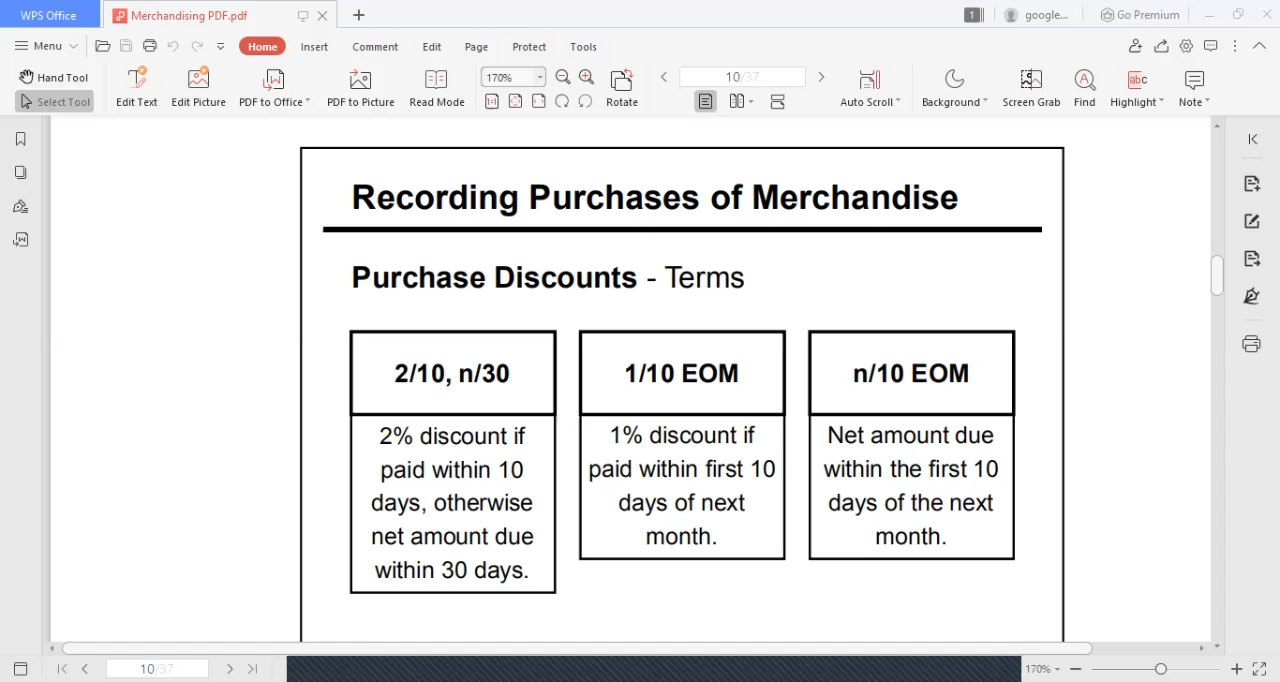 WPS Office
Merchandising PDF.pdf
1
google...
Go Premium
Menu
Home
Insert
Comment
Edit
Page
Protect
Tools
Hand Tool
Select Tool
Edit Text
Edit Picture
PDF to Office
PDF to Picture
Read Mode
170%
Rotate
10/37
Auto Scroll
Background
Screen Grab
Find
Highlight
Note
Recording Purchases of Merchandise
Purchase Discounts - Terms
2/10, n/30
2% discount if
paid within 10
days, otherwise
net amount due
within 30 days.
1/10 EOM
1% discount if
paid within first 10
days of next
month.
n/10 EOM
Net amount due
within the first 10
days of the next
month.
10/37
170%